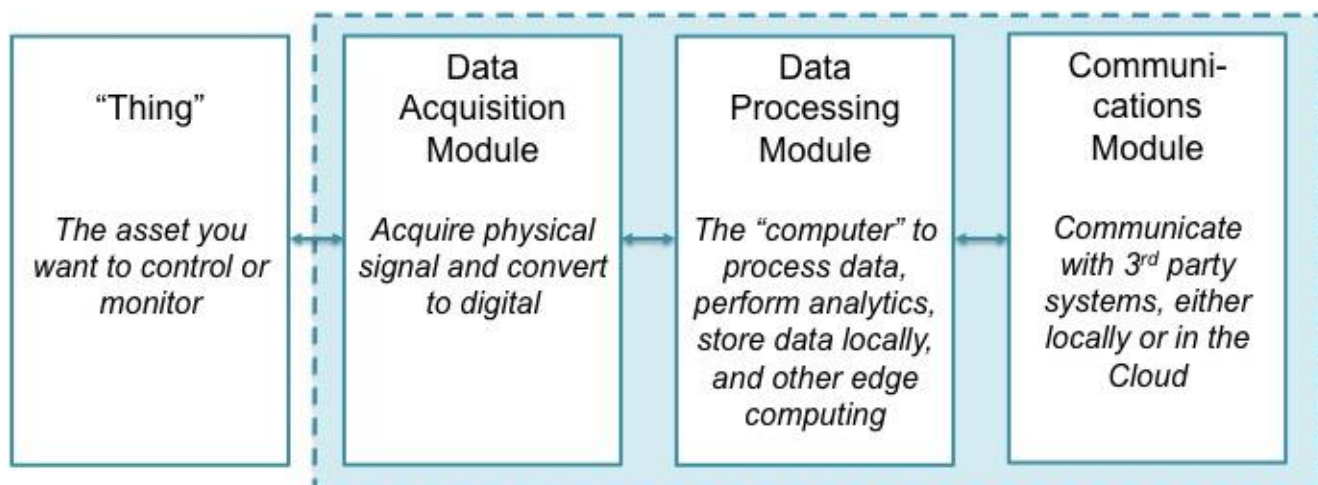 “Thing”
The asset you
want to control or
monitor
Data
Acquisition
Module
Acquire physical
signal and convert
to digital
Data
Processing
Module
The “computer” to
process data,
perform analytics,
store data locally,
and other edge
computing
Communi-
cations
Module
Communicate
with 3rd party
systems, either
locally or in the
Cloud